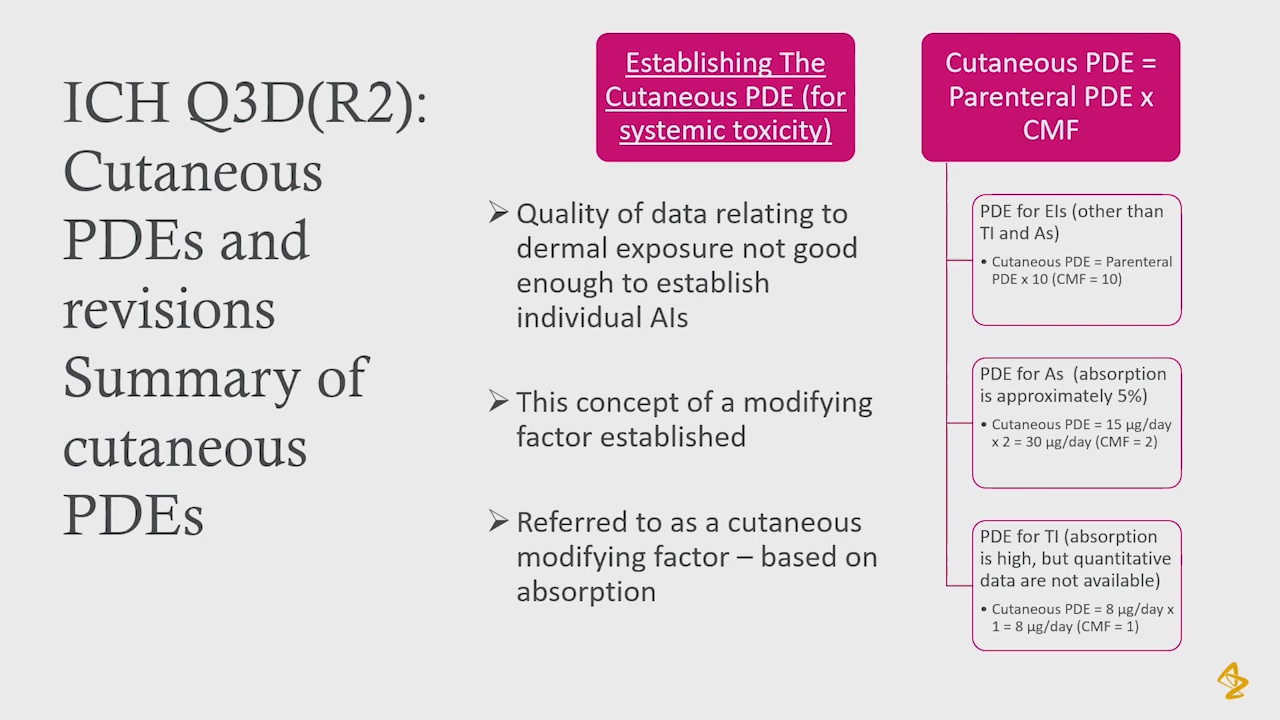 ICH Q3D(R2):
Cutaneous
PDEs and
revisions
Summary of
cutaneous
PDEs
Establishing The
Cutaneous PDE (for
systemic toxicity)
➢ Quality of data relating to
dermal exposure not good
enough to establish
individual AIs
➢ This concept of a modifying
factor established
➢ Referred to as a cutaneous
modifying factor – based on
absorption
Cutaneous PDE =
Parenteral PDE x
CMF
PDE for EIs (other than
TI and As)
• Cutaneous PDE = Parenteral
PDE x 10 (CMF = 10)
PDE for As (absorption
is approximately 5%)
• Cutaneous PDE = 15 µg/day
x 2 = 30 µg/day (CMF = 2)
PDE for TI (absorption
is high, but quantitative
data are not available)
• Cutaneous PDE = 8 µg/day x
1 = 8 µg/day (CMF = 1)